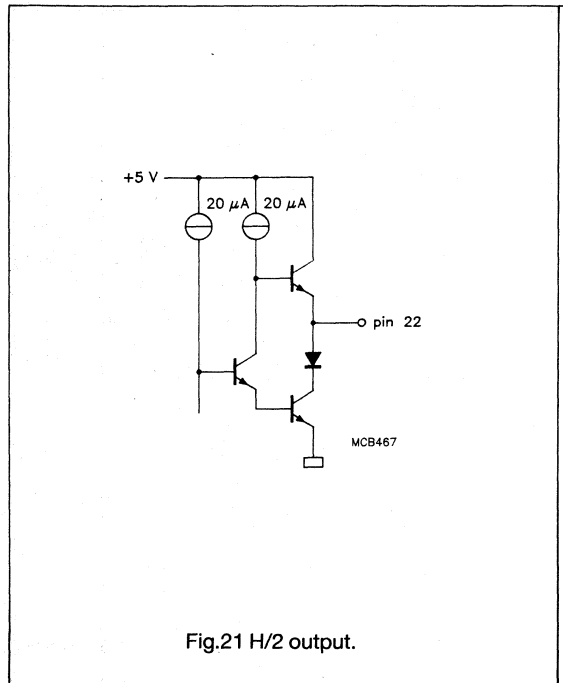 +5 V
20 μA 20 μA
pin 22
MCB467
Fig.21 H/2 output.